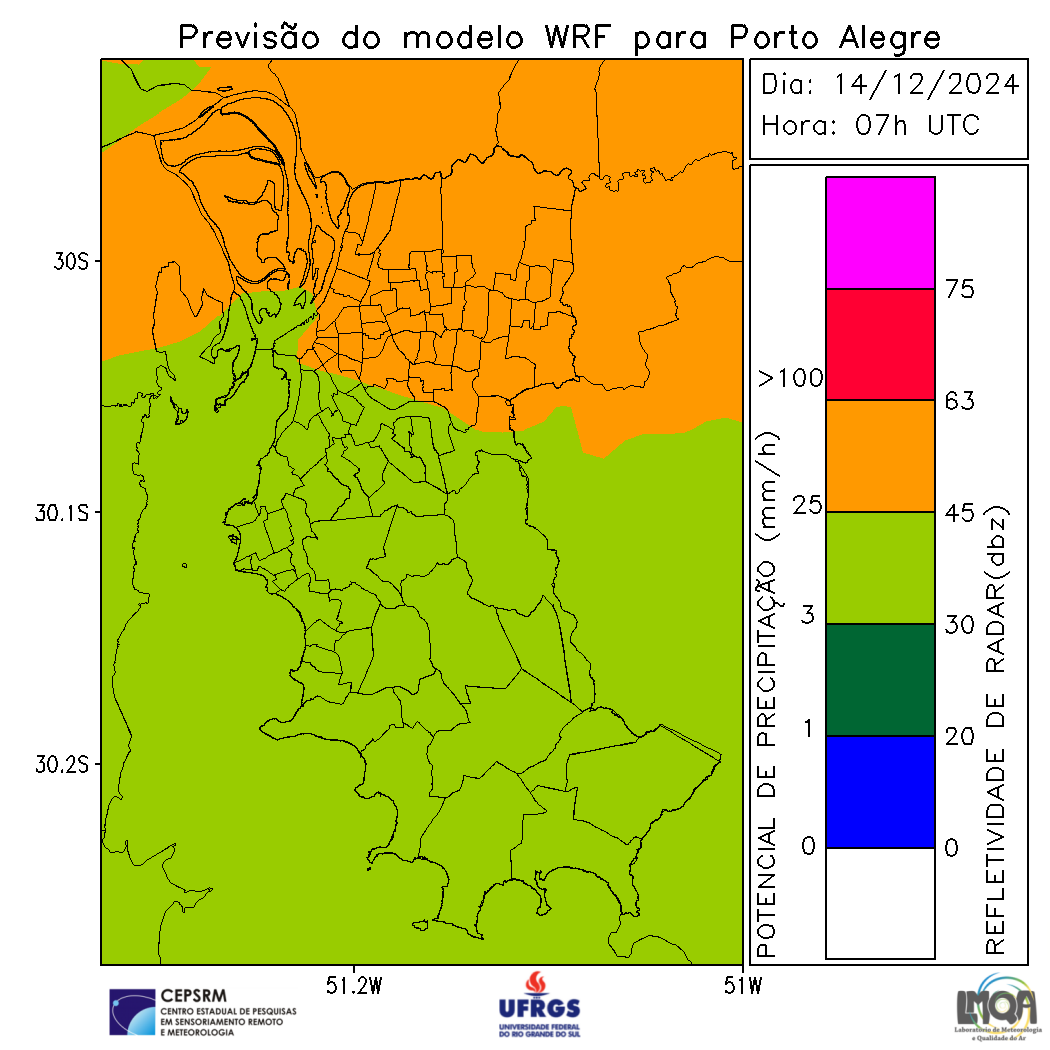 Previsão do modelo WRF para Porto Alegre
Dia: 14/12/2024
Hora: 07h UTC
30S
30.1S
30.2S
51.2W
51W
POTENCIAL DE PRECIPITAÇÃO (mm/h)
>100
25
3
1
0
75
63
45
30
20
0
REFLETIVIDADE DE RADAR(dbz)
CEPSRM
CENTRO ESTADUAL DE PESQUISAS
EM SENSORIAMENTO REMOTO
E METEOROLOGIA
UFRGS
UNIVERSIDADE FEDERAL
DO RIO GRANDE DO SUL
LMQA
Laboratório de Meteorologia
e Qualidade do Ar